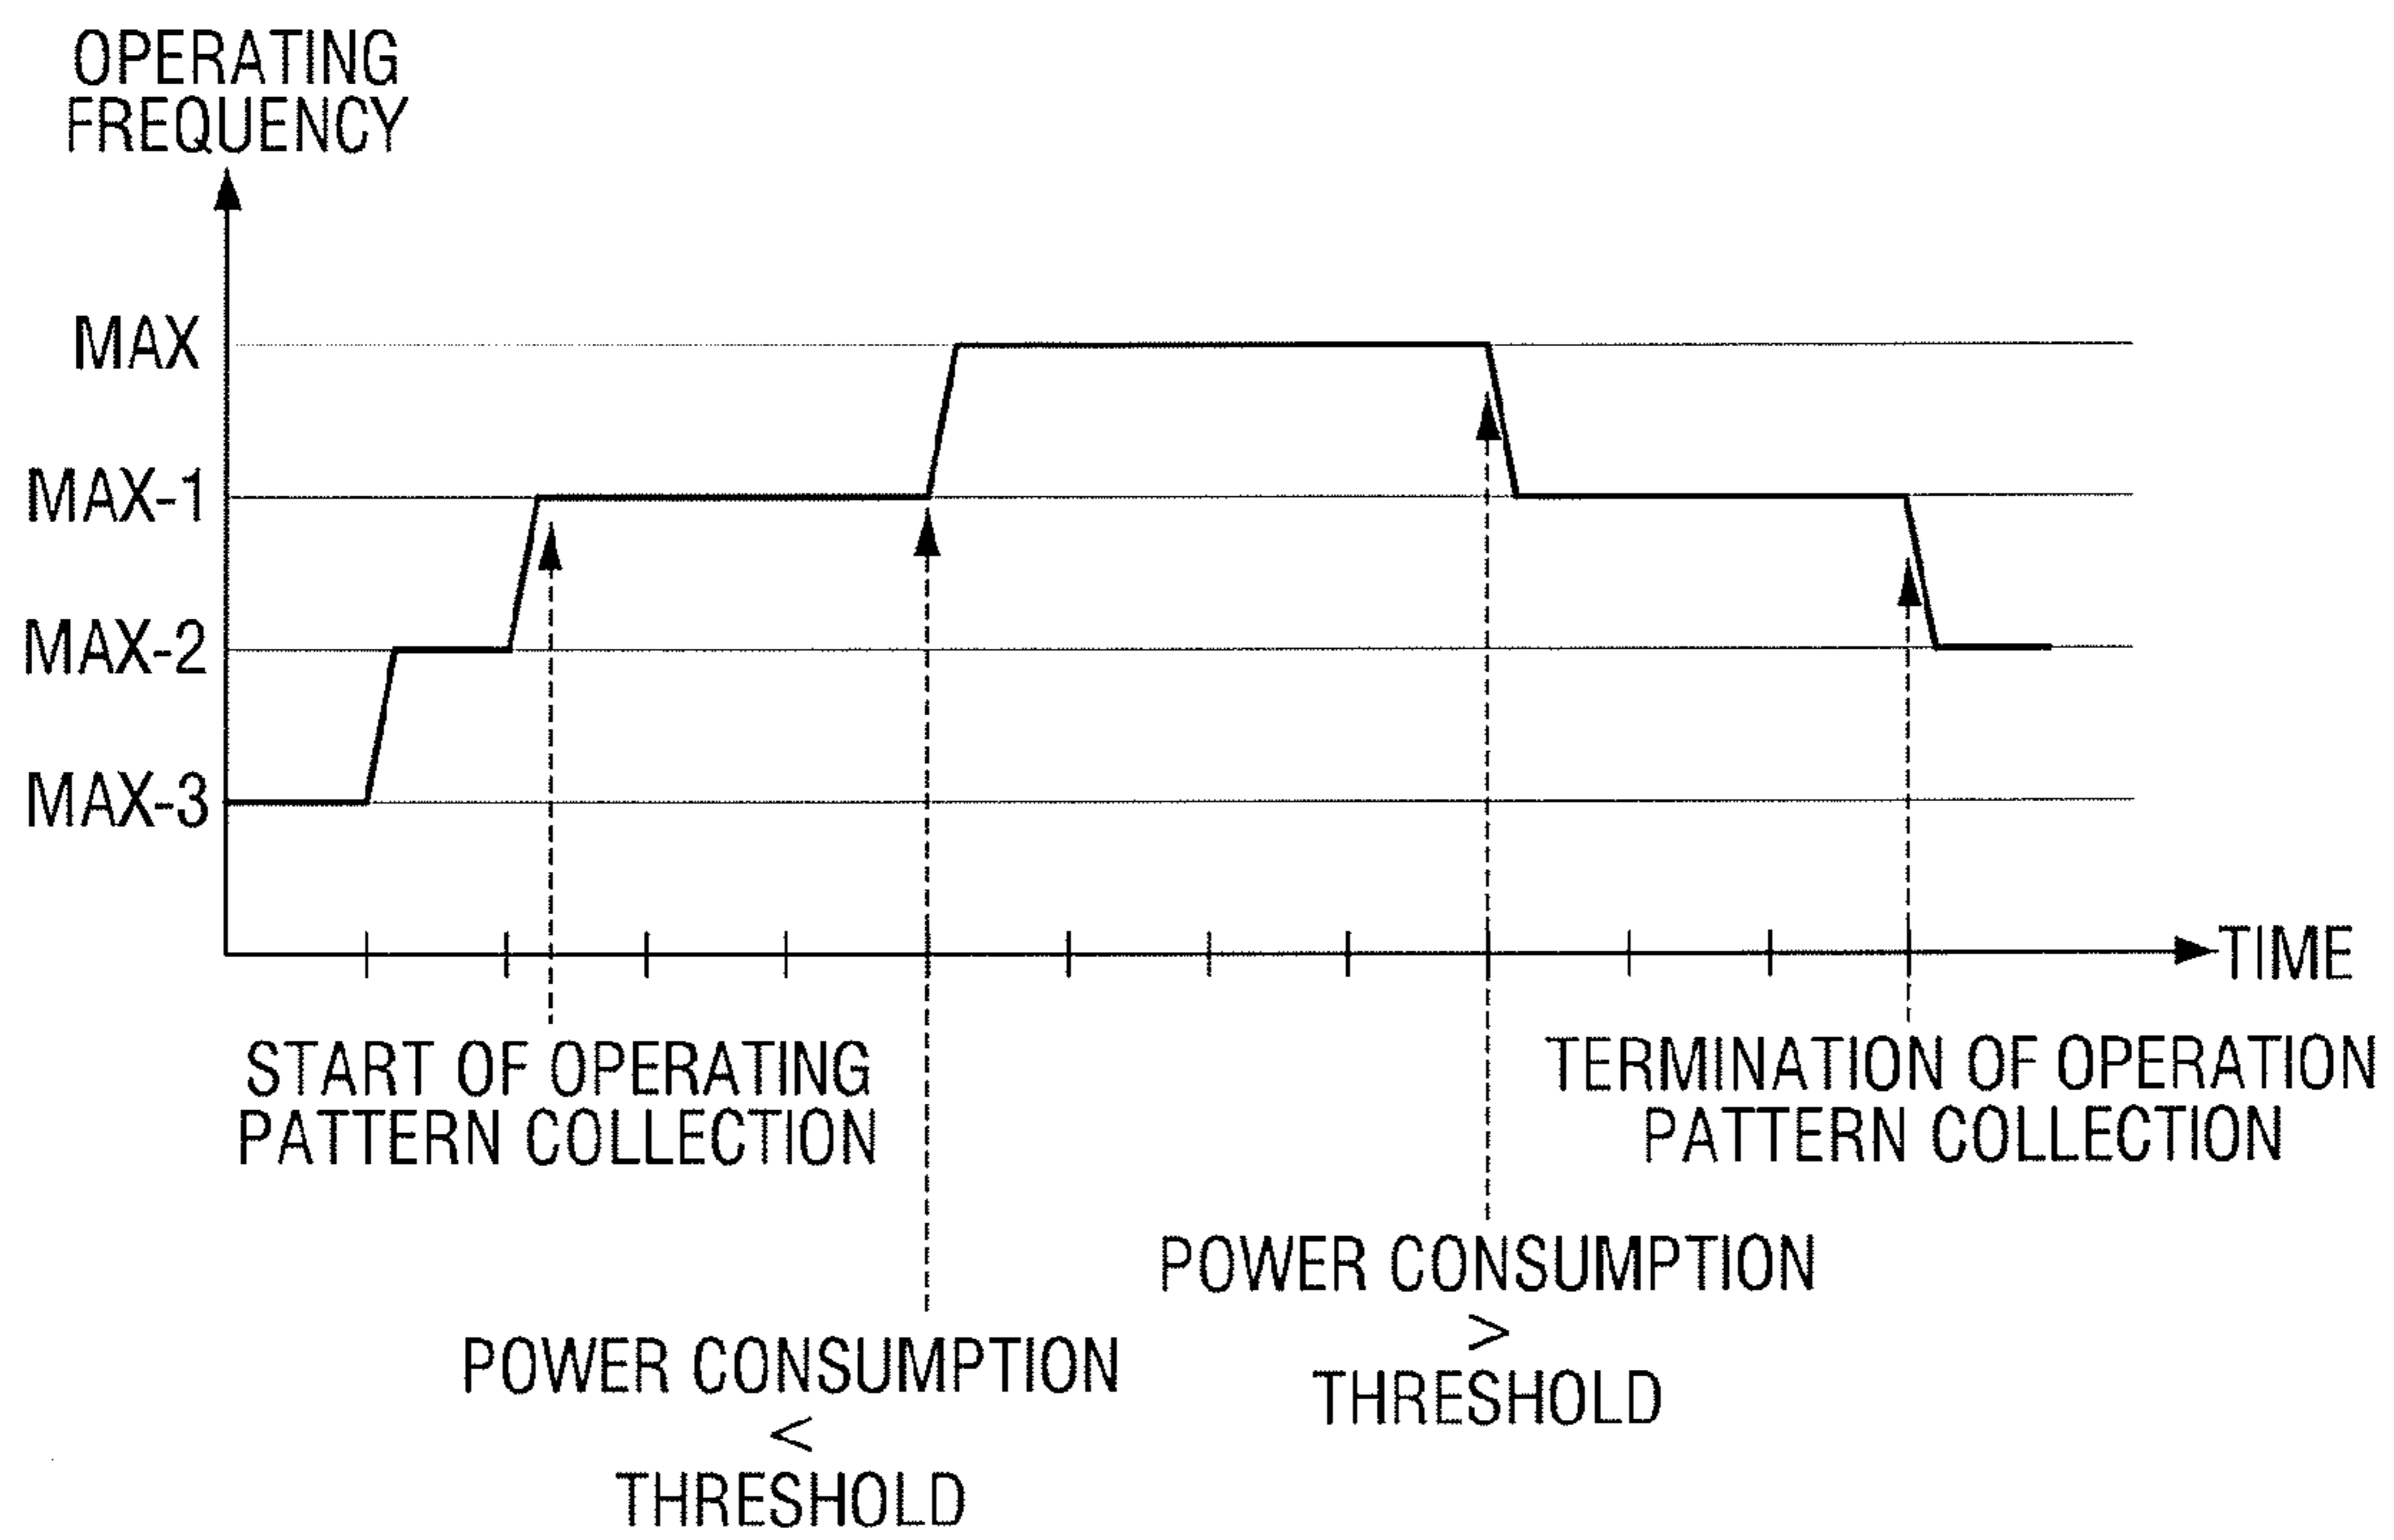 OPERATING
FREQUENCY
MAX
MAX-1
MAX-2
MAX-3
TIME
START OF OPERATING
PATTERN COLLECTION
TERMINATION OF OPERATION
PATTERN COLLECTION
POWER CONSUMPTION
>
THRESHOLD
POWER CONSUMPTION
<
THRESHOLD